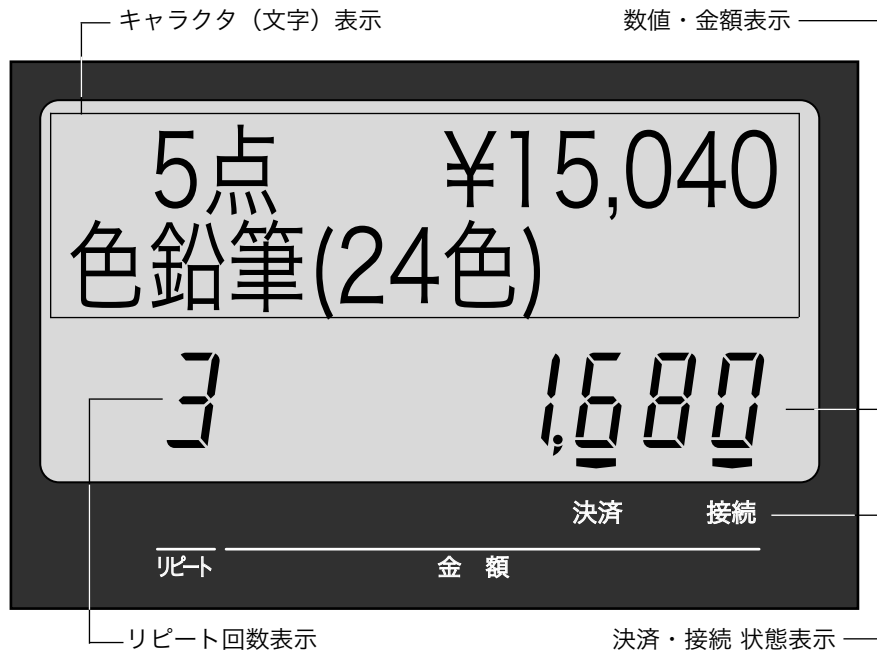 キャラクタ（文字）表示
数値・金額表示
5点 ¥15,040
色鉛筆(24色)
3 1,680
決済 接続
リピート 金 額
リピート回数表示
決済・接続 状態表示